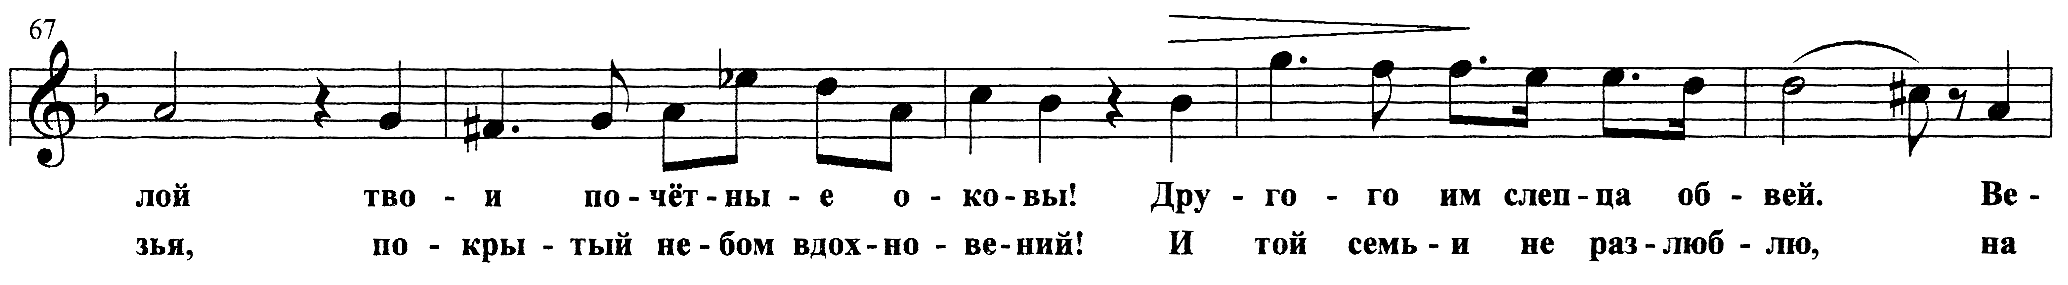 67
лой тво - и по - чёт - ны - е о - ко - вы! Дру - го - го им слеп - ца об - вей. Ве -
зья, по - кры - тый не - бом вдох - но - ве - ний! И той семь - и не раз - люб - лю, на